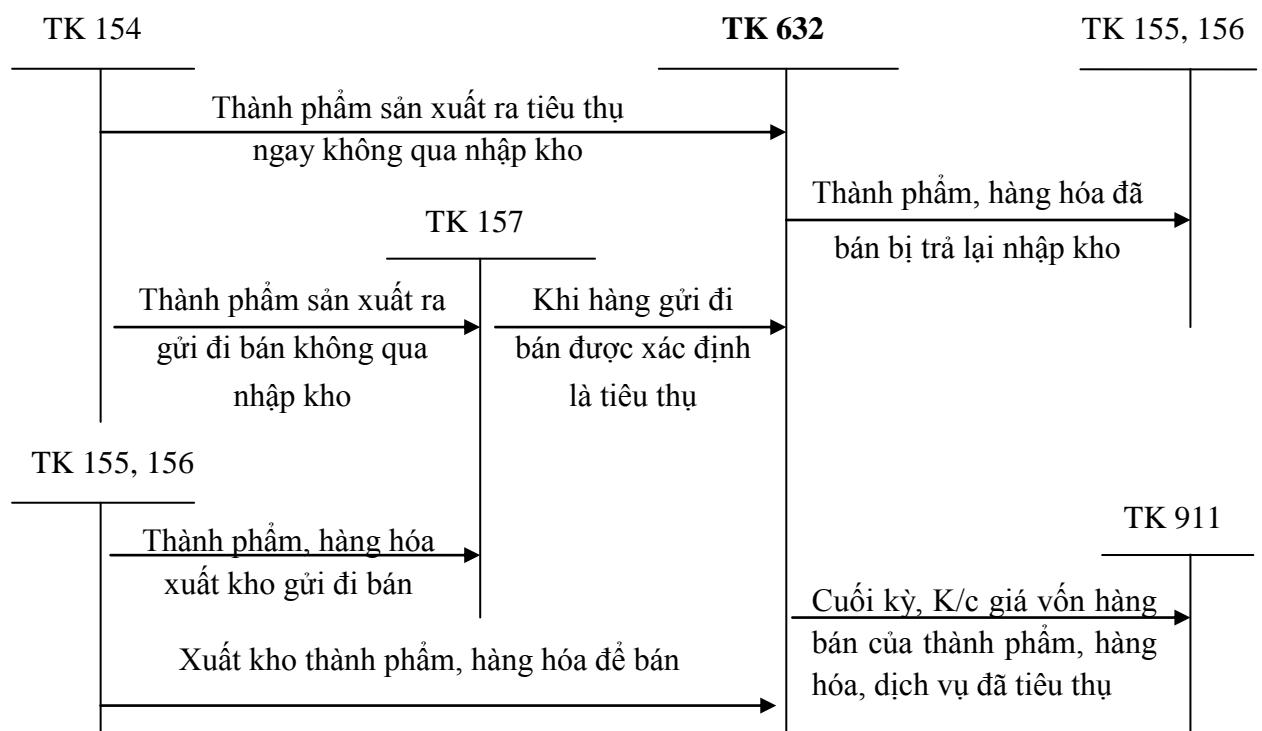 TK 154
TK 632
TK 155, 156
Thành phẩm sản xuất ra tiêu thụ
ngay không qua nhập kho
Thành phẩm, hàng hóa đã
bán bị trả lại nhập kho
TK 157
Thành phẩm sản xuất ra
gửi đi bán không qua
nhập kho
Khi hàng gửi đi
bán được xác định
là tiêu thụ
TK 155, 156
Thành phẩm, hàng hóa
xuất kho gửi đi bán
TK 911
Cuối kỳ, K/c giá vốn hàng
bán của thành phẩm, hàng
hóa, dịch vụ đã tiêu thụ
Xuất kho thành phẩm, hàng hóa để bán